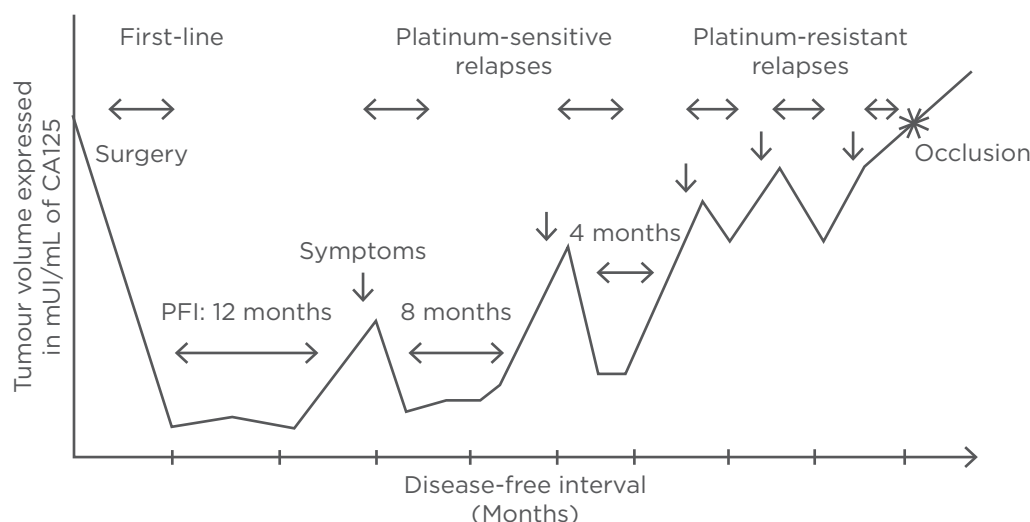 First-line
Platinum-sensitive
relapses
Platinum-resistant
relapses
Surgery
Occlusion
4 months
Symptoms
PFI: 12 months
8 months
Tumour volume expressed
in mUI/mL of CA125
Disease-free interval
(Months)